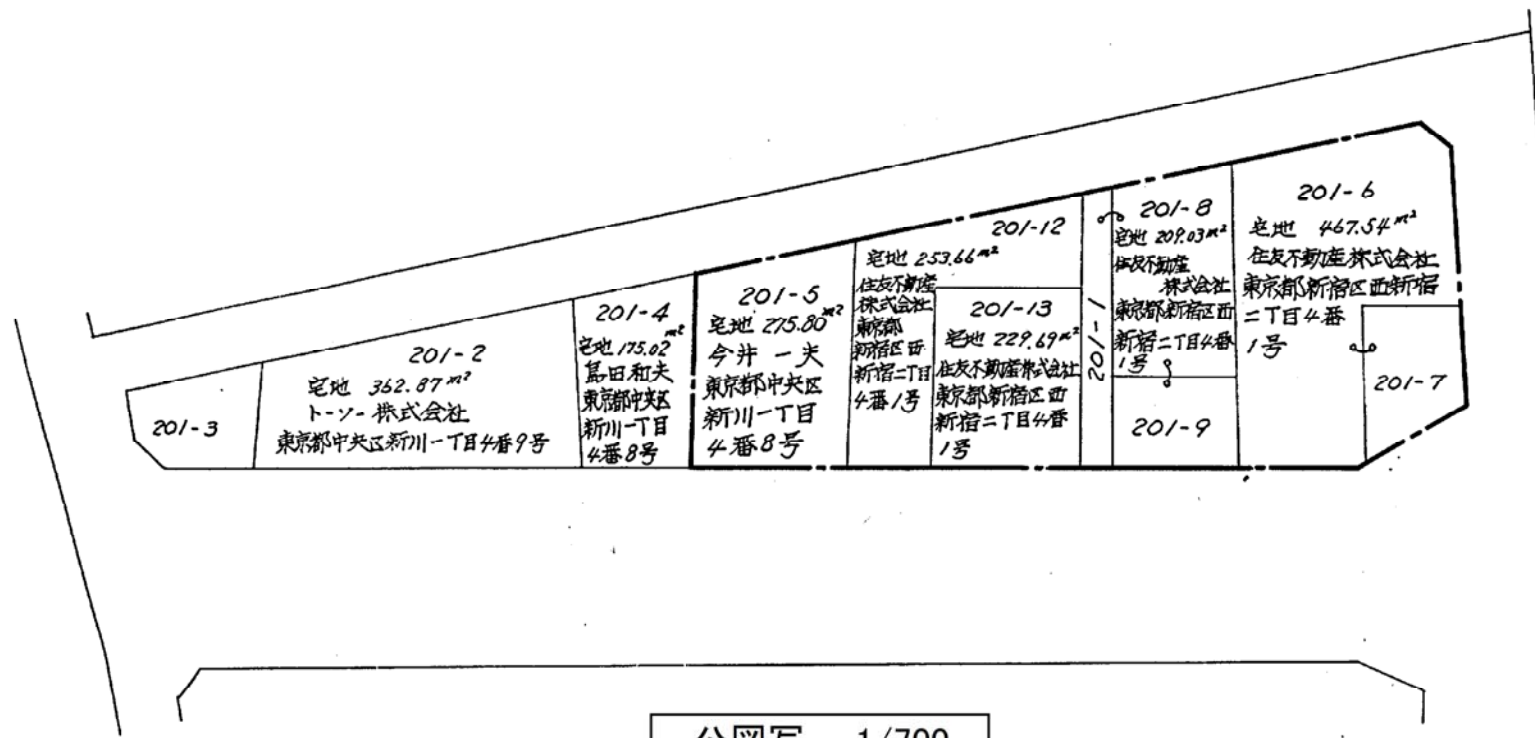 201-3
201-2
宅地 362.87m²
トーソー株式会社
東京都中央区新川一丁目4番9号
201-4
宅地 175.02m²
島田和夫
東京都中央区
新川一丁目
4番8号
201-5
宅地 275.80m²
今井一夫
東京都中央区
新川一丁目
4番8号
201-12
宅地 253.66m²
住友不動産
株式会社
東京都
新宿区西
新宿二丁目
4番1号
201-13
宅地 229.69m²
住友不動産株式会社
東京都新宿区西
新宿二丁目4番
1号
201-1
201-8
宅地 209.03m²
住友不動産
株式会社
東京都新宿区西
新宿二丁目4番
1号
201-9
201-6
宅地 467.54m²
住友不動産株式会社
東京都新宿区西新宿
二丁目4番
1号
201-7
公図写 1/700